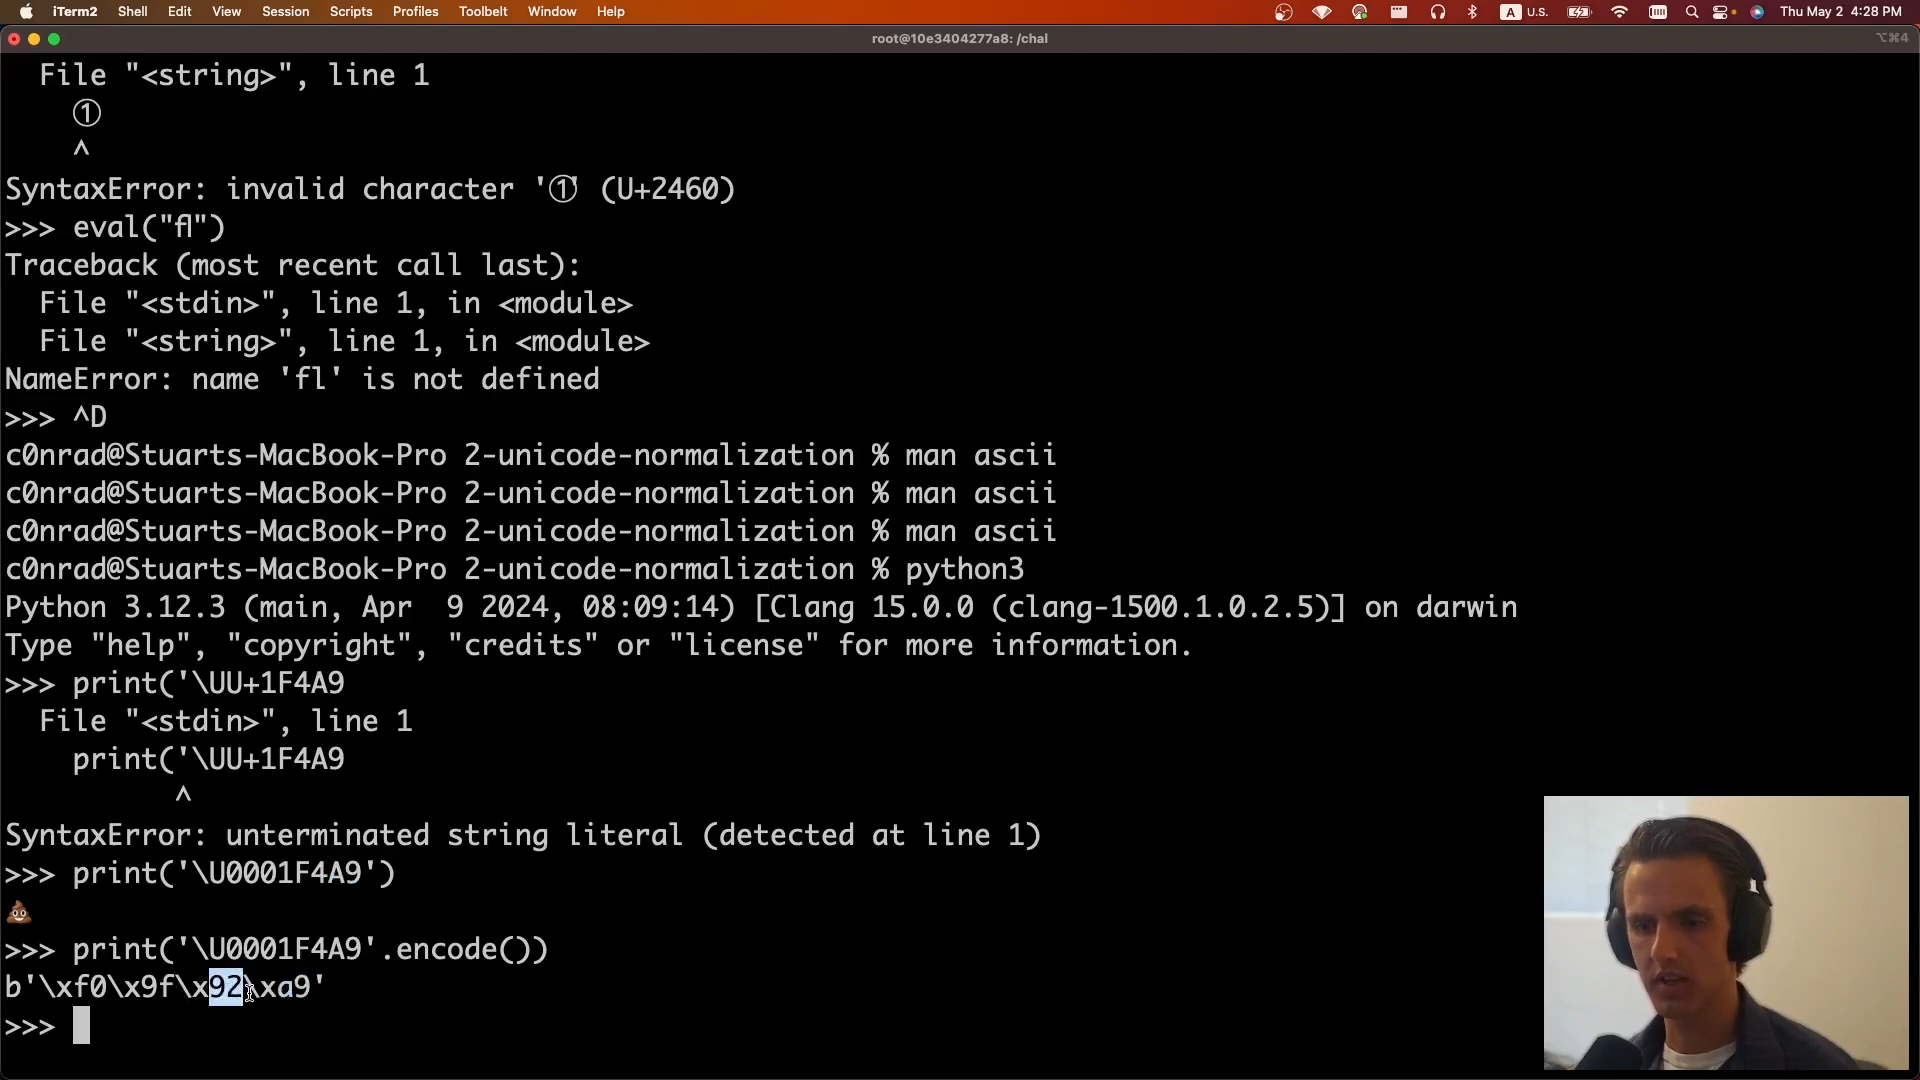 iTerm2 Shell Edit View Session Scripts Profiles Toolbelt Window Help A U.S. Thu May 2 4:28 PM
root@10e3404277a8: /chal ⌥⌘4
File "<string>", line 1
①
^
SyntaxError: invalid character '①' (U+2460)
>>> eval("ﬂ")
Traceback (most recent call last):
File "<stdin>", line 1, in <module>
File "<string>", line 1, in <module>
NameError: name 'fl' is not defined
>>> ^D
c0nrad@Stuarts-MacBook-Pro 2-unicode-normalization % man ascii
c0nrad@Stuarts-MacBook-Pro 2-unicode-normalization % man ascii
c0nrad@Stuarts-MacBook-Pro 2-unicode-normalization % man ascii
c0nrad@Stuarts-MacBook-Pro 2-unicode-normalization % python3
Python 3.12.3 (main, Apr  9 2024, 08:09:14) [Clang 15.0.0 (clang-1500.1.0.2.5)] on darwin
Type "help", "copyright", "credits" or "license" for more information.
>>> print('\UU+1F4A9
File "<stdin>", line 1
print('\UU+1F4A9
^
SyntaxError: unterminated string literal (detected at line 1)
>>> print('\U0001F4A9')
💩
>>> print('\U0001F4A9'.encode())
b'\xf0\x9f\x92\xa9'
>>>